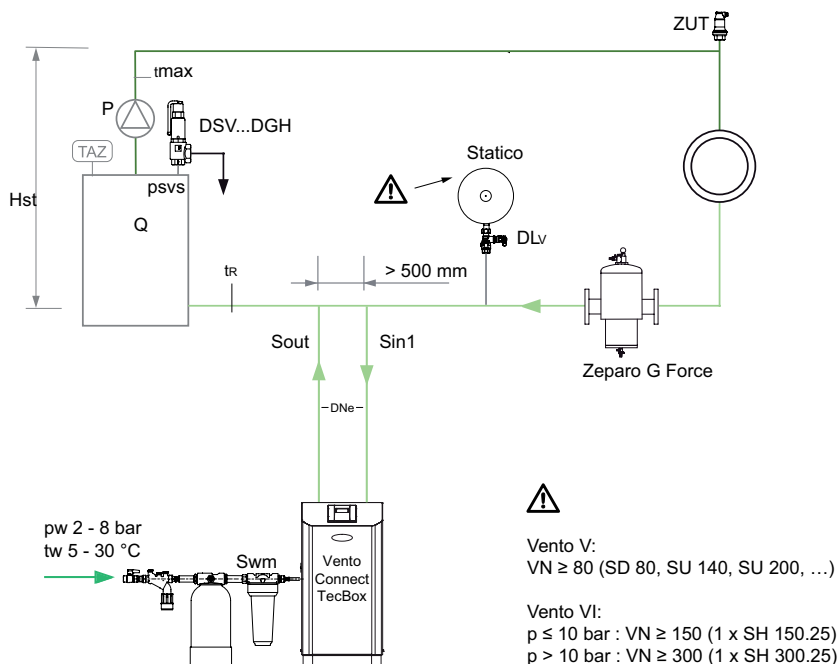 ZUT
tmax
P
DSV...DGH
TAZ
psvs
Statico
Hst
Q
DLV
> 500 mm
tR
Sout
Sin1
Zeparo G Force
DNe
pw 2 - 8 bar
tw 5 - 30 °C
Swm
Vento
Connect
TecBox
Vento V:
VN ≥ 80 (SD 80, SU 140, SU 200, …)
Vento VI:
p ≤ 10 bar : VN ≥ 150 (1 x SH 150.25)
p > 10 bar : VN ≥ 300 (1 x SH 300.25)